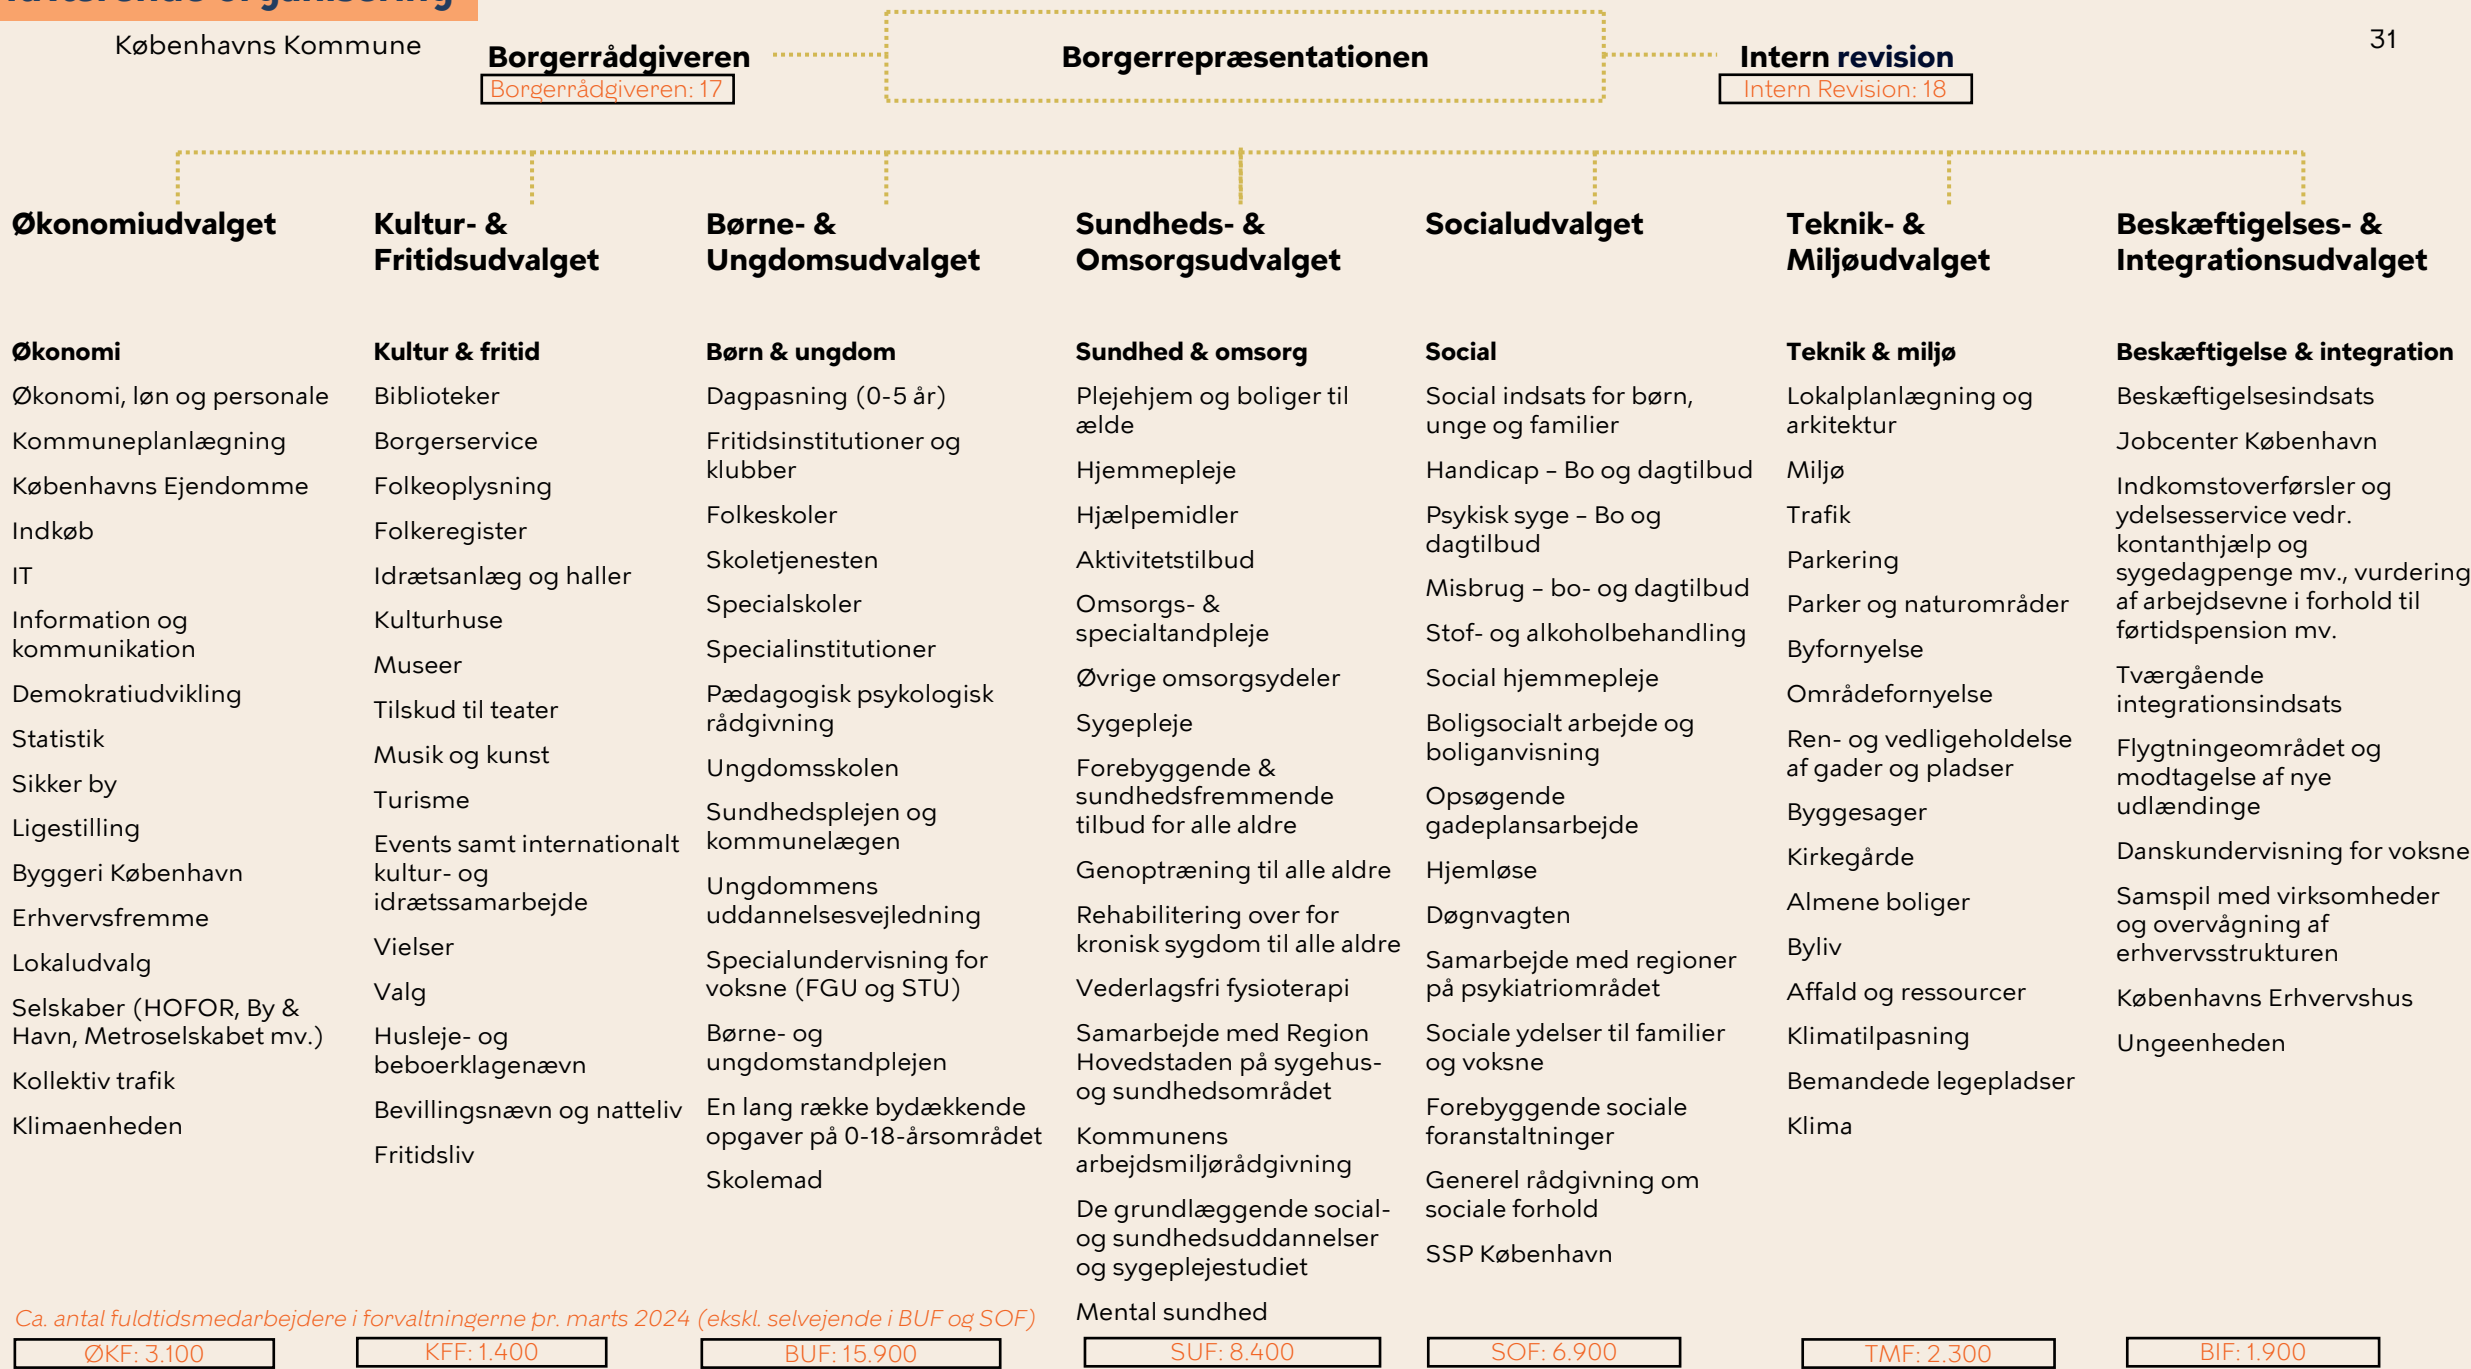 organisering
Københavns Kommune
31
Borgerrådgiveren
Borgerrådgiveren: 17
Borgerrepræsentationen
Intern revision
Intern Revision: 18
Økonomiudvalget
Økonomi
Økonomi, løn og personale
Kommuneplanlægning
Københavns Ejendomme
Indkøb
IT
Information og
kommunikation
Demokratiudvikling
Statistik
Sikker by
Ligestilling
Byggeri København
Erhvervsfremme
Lokaludvalg
Selskaber (HOFOR, By &
Havn, Metroselskabet mv.)
Kollektiv trafik
Klimaenheden
Kultur- &
Fritidsudvalget
Kultur & fritid
Biblioteker
Borgerservice
Folkeoplysning
Folkeregister
Idrætsanlæg og haller
Kulturhuse
Museer
Tilskud til teater
Musik og kunst
Turisme
Events samt internationalt
kultur- og
idrætssamarbejde
Vielser
Valg
Husleje- og
beboerklagenævn
Bevillingsnævn og natteliv
Fritidsliv
Børne- &
Ungdomsudvalget
Børn & ungdom
Dagpasning (0-5 år)
Fritidsinstitutioner og
klubber
Folkeskoler
Skoletjenesten
Specialskoler
Specialinstitutioner
Pædagogisk psykologisk
rådgivning
Ungdomsskolen
Sundhedsplejen og
kommunelægen
Ungdommens
uddannelsesvejledning
Specialundervisning for
voksne (FGU og STU)
Børne- og
ungdomstandplejen
En lang række bydækkende
opgaver på 0-18-årsområdet
Skolemad
Sundheds- &
Omsorgsudvalget
Sundhed & omsorg
Plejehjem og boliger til
ælde
Hjemmepleje
Hjælpemidler
Aktivitetstilbud
Omsorgs- &
specialtandpleje
Øvrige omsorgsydeler
Sygepleje
Forebyggende &
sundhedsfremmende
tilbud for alle aldre
Genoptræning til alle aldre
Rehabilitering over for
kronisk sygdom til alle aldre
Vederlagsfri fysioterapi
Samarbejde med Region
Hovedstaden på sygehus-
og sundhedsområdet
Kommunens
arbejdsmiljørådgivning
De grundlæggende social-
og sundhedsuddannelser
og sygeplejestudiet
Mental sundhed
Socialudvalget
Social
Social indsats for børn,
unge og familier
Handicap – Bo og dagtilbud
Psykisk syge – Bo og
dagtilbud
Misbrug – bo- og dagtilbud
Stof- og alkoholbehandling
Social hjemmepleje
Boligsocialt arbejde og
boliganvisning
Opsøgende
gadeplansarbejde
Hjemløse
Døgnvagten
Samarbejde med regioner
på psykiatriområdet
Sociale ydelser til familier
og voksne
Forebyggende sociale
foranstaltninger
Generel rådgivning om
sociale forhold
SSP København
Teknik- &
Miljøudvalget
Teknik & miljø
Lokalplanlægning og
arkitektur
Miljø
Trafik
Parkering
Parker og naturområder
Byfornyelse
Områdefornyelse
Ren- og vedligeholdelse
af gader og pladser
Byggesager
Kirkegårde
Almene boliger
Byliv
Affald og ressourcer
Klimatilpasning
Bemandede legepladser
Klima
Beskæftigelses- &
Integrationsudvalget
Beskæftigelse & integration
Beskæftigelsesindsats
Jobcenter København
Indkomstoverførsler og
ydelsesservice vedr.
kontanthjælp og
sygedagpenge mv., vurdering
af arbejdsevne i forhold til
førtidspension mv.
Tværgående
integrationsindsats
Flygtningeområdet og
modtagelse af nye
udlændinge
Danskundervisning for voksne
Samspil med virksomheder
og overvågning af
erhvervsstrukturen
Københavns Erhvervshus
Ungeenheden
Ca. antal fuldtidsmedarbejdere i forvaltningerne pr. marts 2024 (ekskl. selvejende i BUF og SOF)
ØKF: 3.100
KFF: 1.400
BUF: 15.900
SUF: 8.400
SOF: 6.900
TMF: 2.300
BIF: 1.900